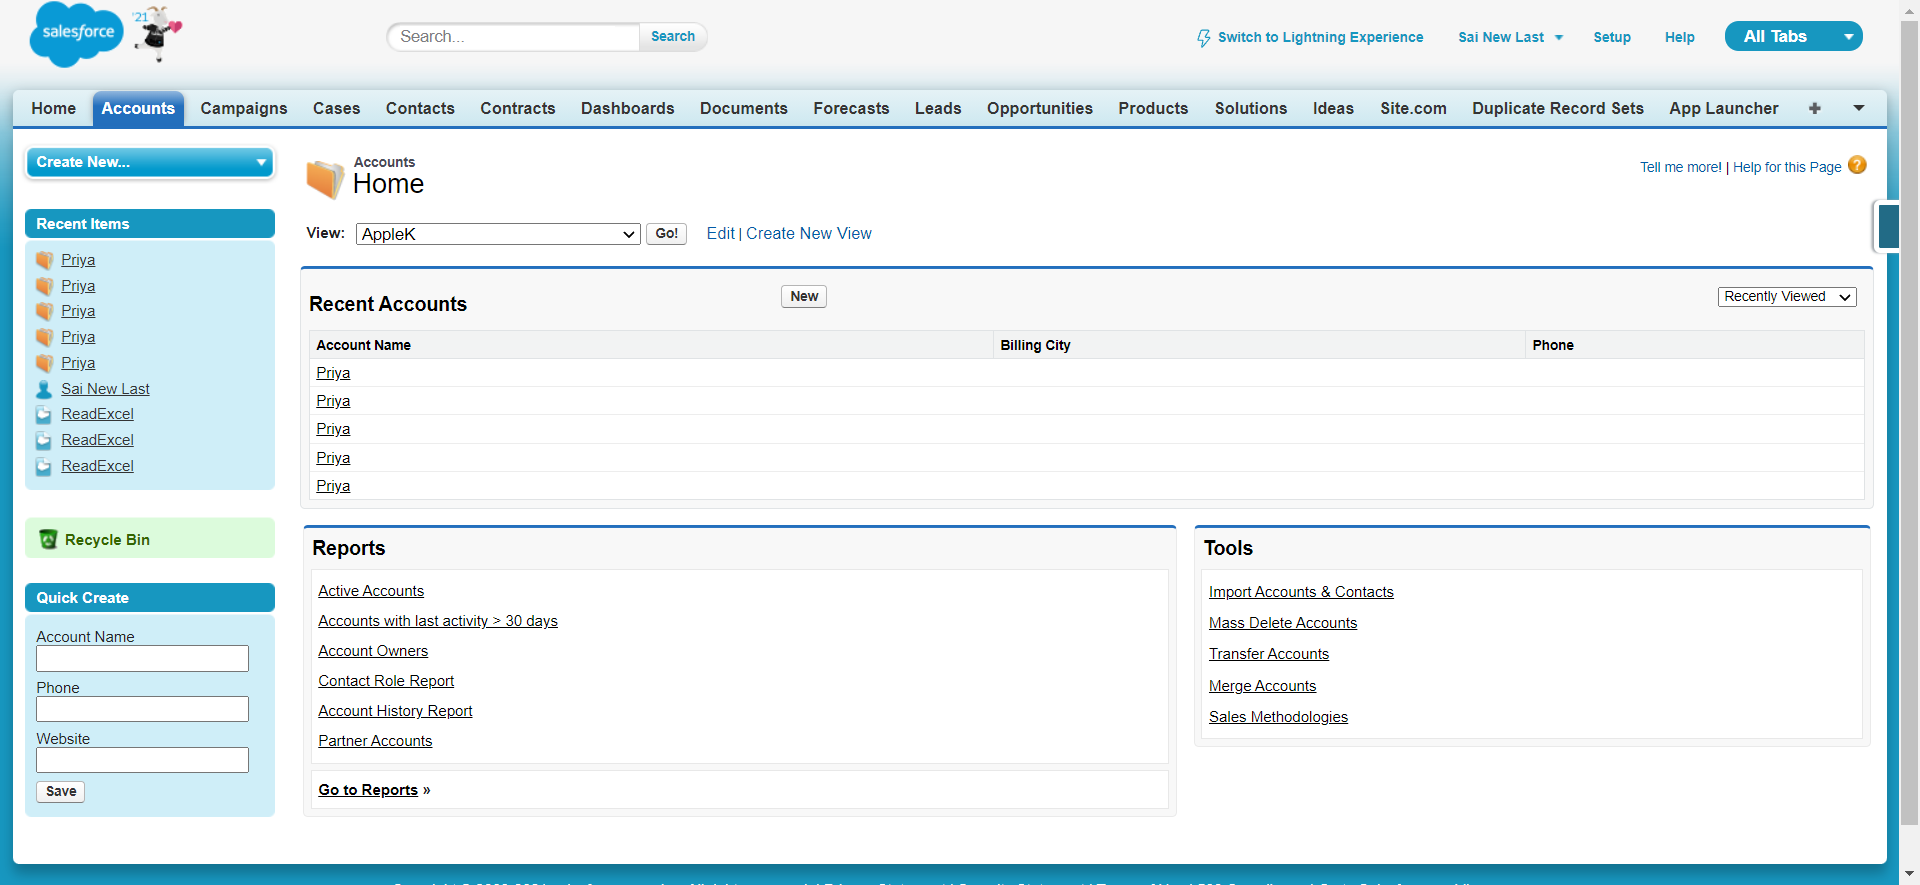 salesforce
'21
Search...
Search
Switch to Lightning Experience
Sai New Last
Setup
Help
All Tabs
Home
Accounts
Campaigns
Cases
Contacts
Contracts
Dashboards
Documents
Forecasts
Leads
Opportunities
Products
Solutions
Ideas
Site.com
Duplicate Record Sets
App Launcher
+
Create New...
Recent Items
Priya
Priya
Priya
Priya
Priya
Sai New Last
ReadExcel
ReadExcel
ReadExcel
Recycle Bin
Quick Create
Account Name
Phone
Website
Save
Accounts
Home
Tell me more! | Help for this Page
?
View:
AppleK
Go!
Edit | Create New View
Recent Accounts
New
Recently Viewed
Account Name
Billing City
Phone
Priya
Priya
Priya
Priya
Priya
Reports
Active Accounts
Accounts with last activity > 30 days
Account Owners
Contact Role Report
Account History Report
Partner Accounts
Go to Reports »
Tools
Import Accounts & Contacts
Mass Delete Accounts
Transfer Accounts
Merge Accounts
Sales Methodologies